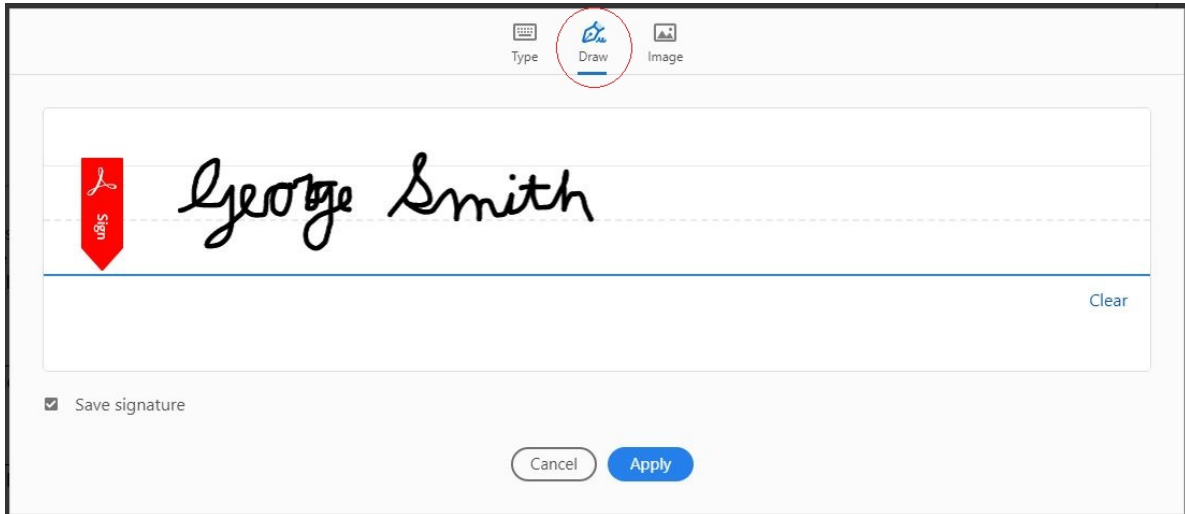 Type Draw Image
Sign
George Smith
Clear
Save signature
Cancel Apply